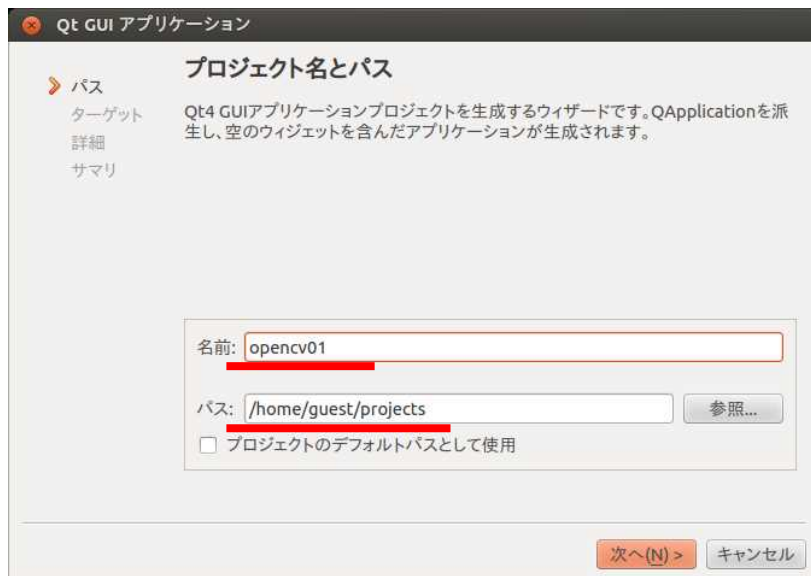 Qt GUI アプリケーション
パス
ターゲット
詳細
サマリ
プロジェクト名とパス
Qt4 GUIアプリケーションプロジェクトを生成するウィザードです。QApplicationを派
生し、空のウィジェットを含んだアプリケーションが生成されます。
名前: opencv01
パス: /home/guest/projects 参照...
プロジェクトのデフォルトパスとして使用
次へ(N) > キャンセル